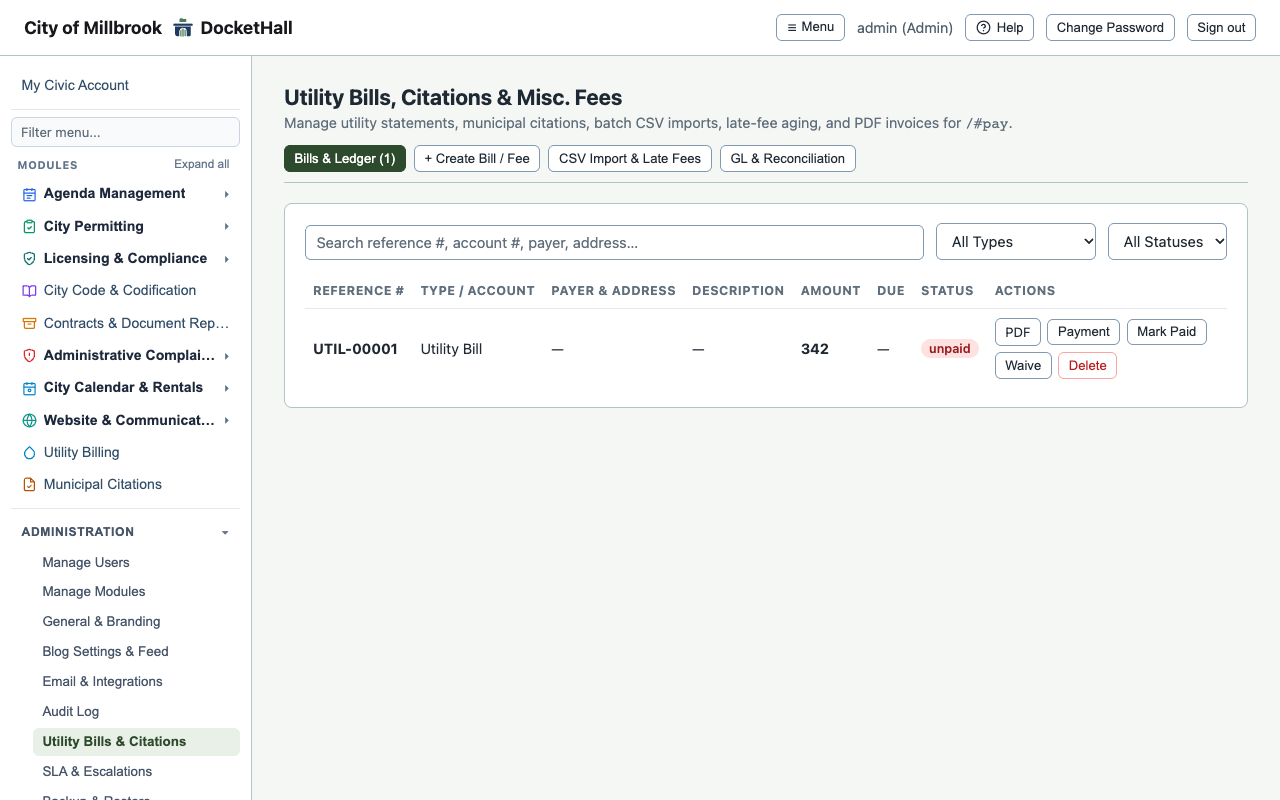 City of Millbrook DocketHall
≡ Menu
admin (Admin)
Help
Change Password
Sign out
My Civic Account
Filter menu...
MODULES
Expand all
Agenda Management
City Permitting
Licensing & Compliance
City Code & Codification
Contracts & Document Rep…
Administrative Complai…
City Calendar & Rentals
Website & Communicat…
Utility Billing
Municipal Citations
ADMINISTRATION
Manage Users
Manage Modules
General & Branding
Blog Settings & Feed
Email & Integrations
Audit Log
Utility Bills & Citations
SLA & Escalations
Utility Bills, Citations & Misc. Fees
Manage utility statements, municipal citations, batch CSV imports, late-fee aging, and PDF invoices for /#pay.
Bills & Ledger (1)
+ Create Bill / Fee
CSV Import & Late Fees
GL & Reconciliation
Search reference #, account #, payer, address...
All Types
All Statuses
REFERENCE # TYPE / ACCOUNT PAYER & ADDRESS DESCRIPTION AMOUNT DUE STATUS ACTIONS
UTIL-00001 Utility Bill — — 342 — unpaid
PDF Payment Mark Paid
Waive Delete